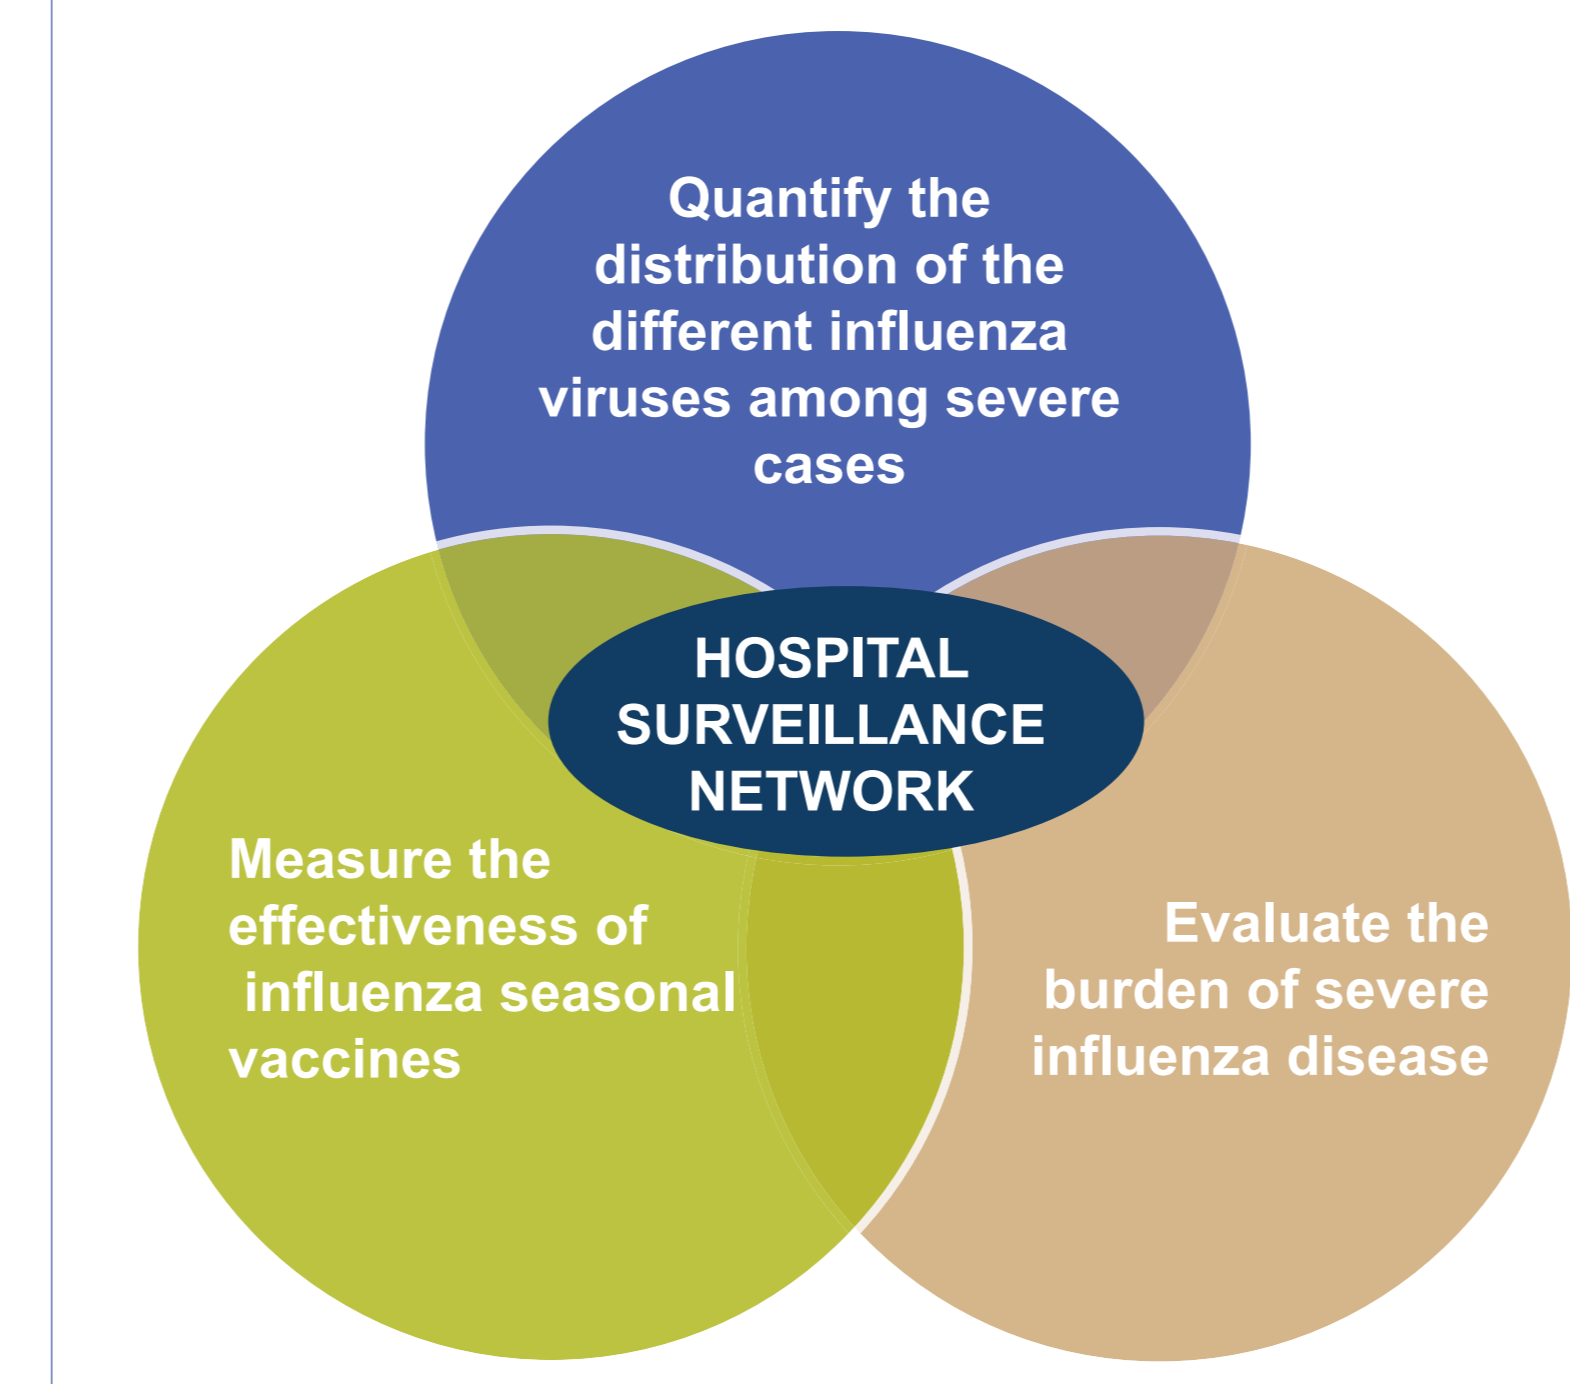 Quantify the
distribution of the
different influenza
viruses among severe
cases
HOSPITAL
SURVEILLANCE
NETWORK
Measure the
effectiveness of
influenza seasonal
vaccines
Evaluate the
burden of severe
influenza disease